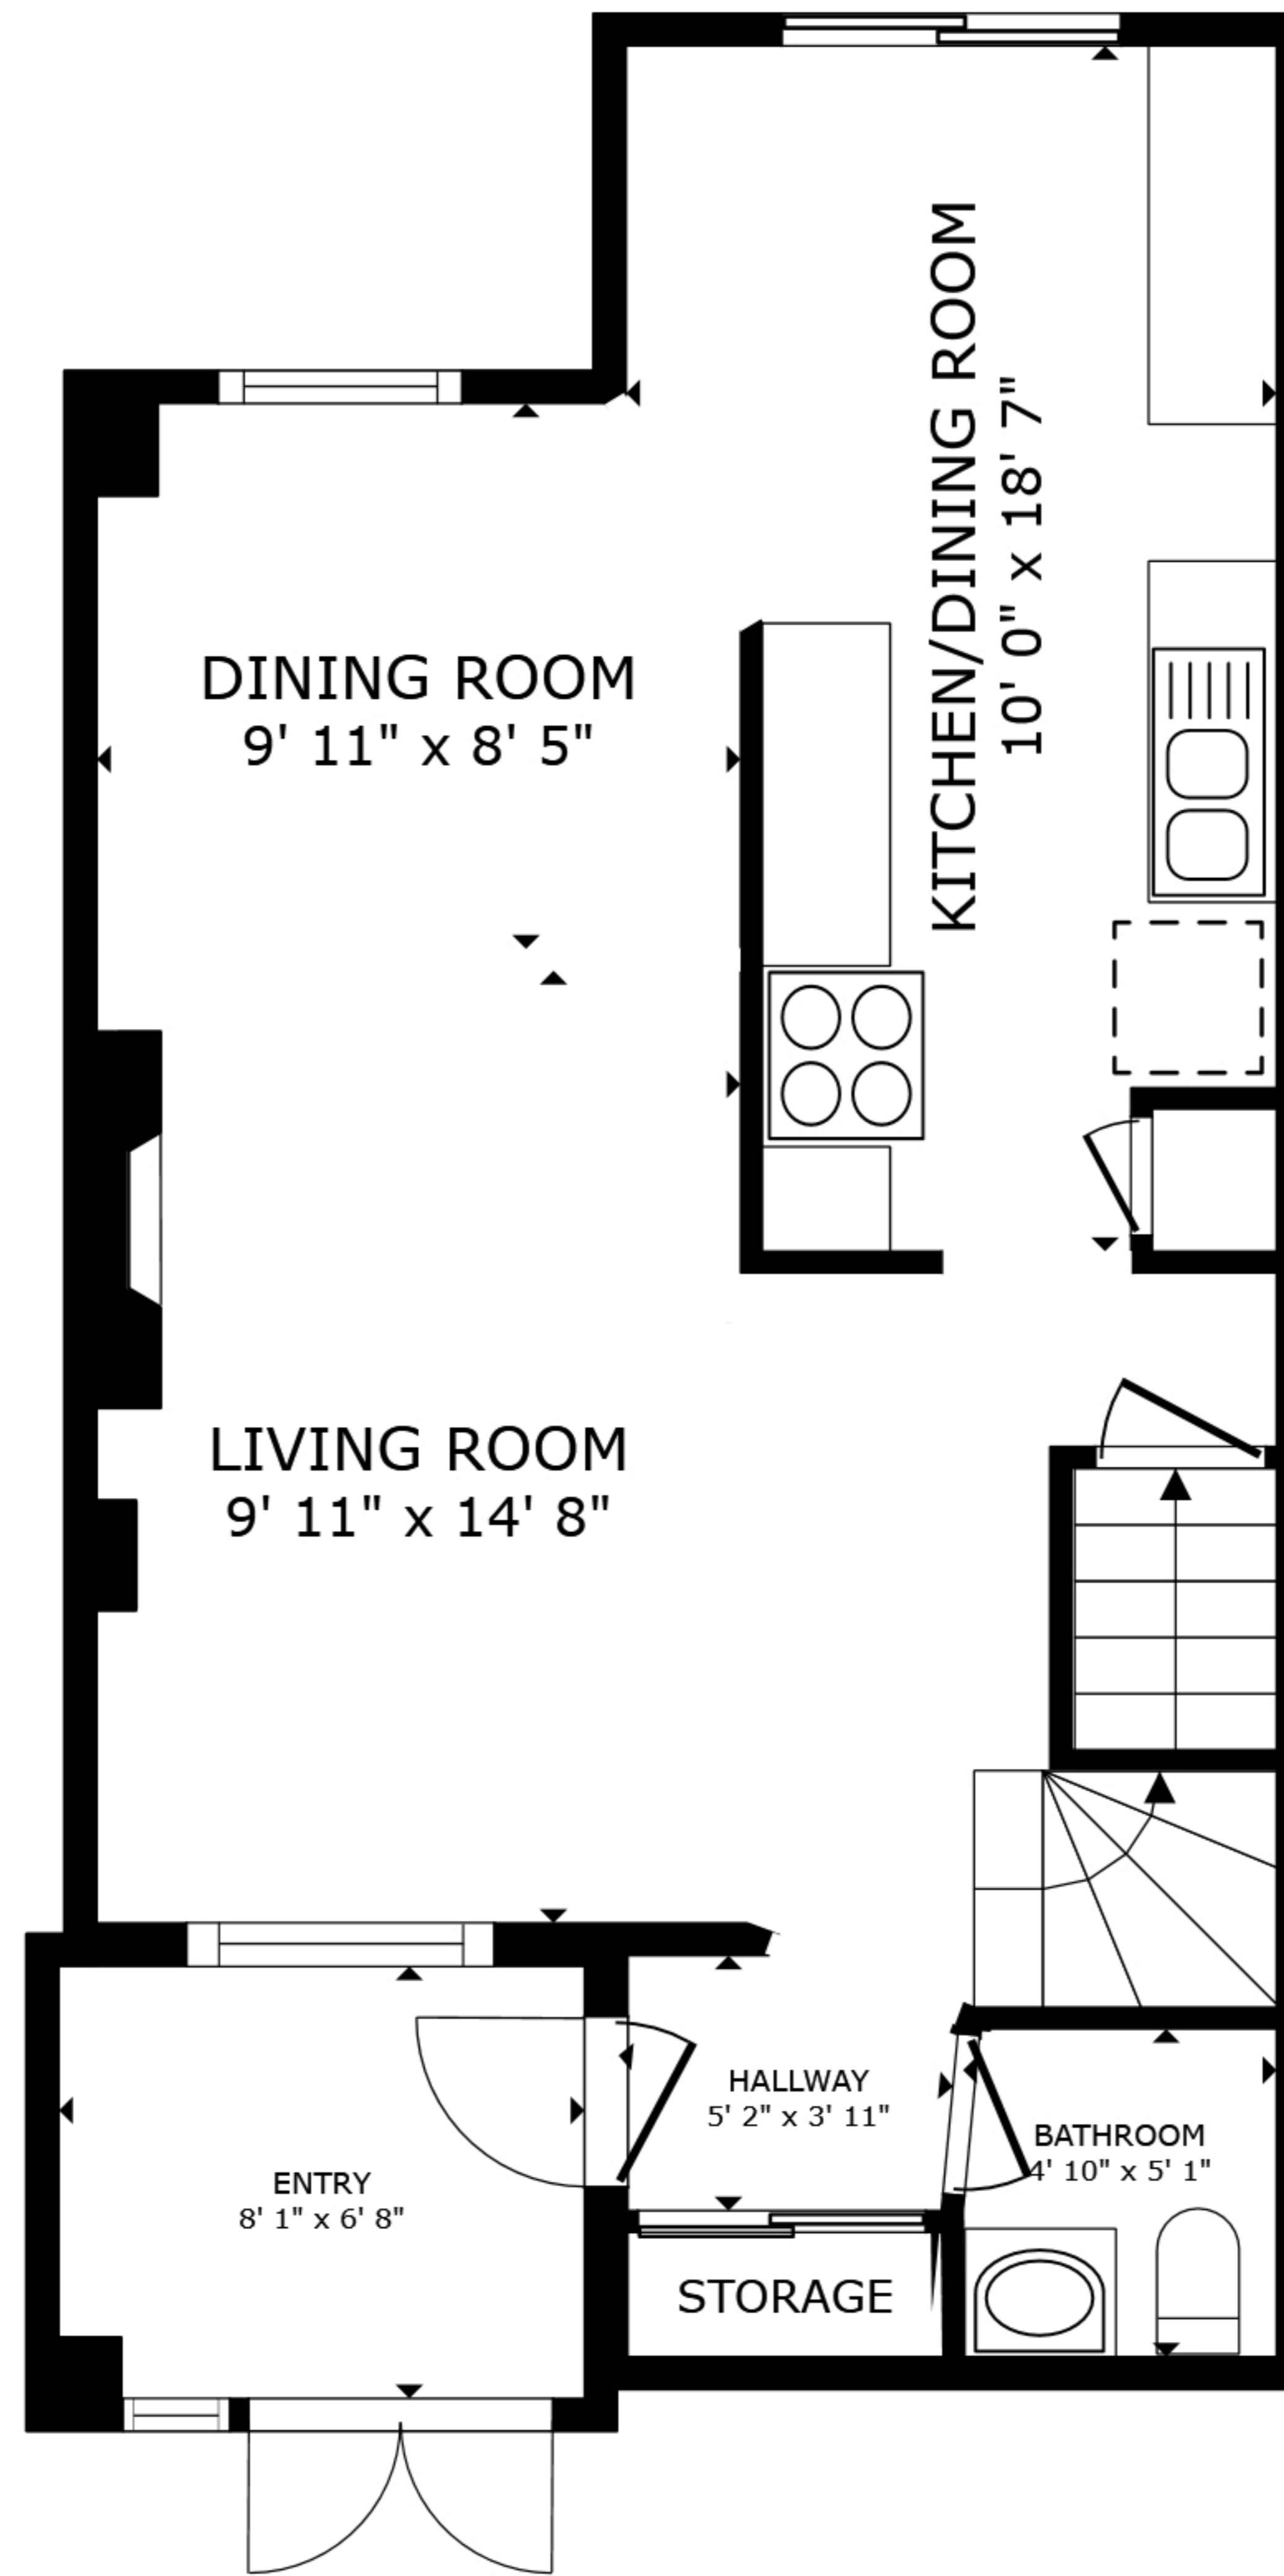 KITCHEN/DINING ROOM
10' 0" x 18' 7"
DINING ROOM
9' 11" x 8' 5"
LIVING ROOM
9' 11" x 14' 8"
HALLWAY
5' 2" x 3' 11"
BATHROOM
4' 10" x 5' 1"
ENTRY
8' 1" x 6' 8"
STORAGE